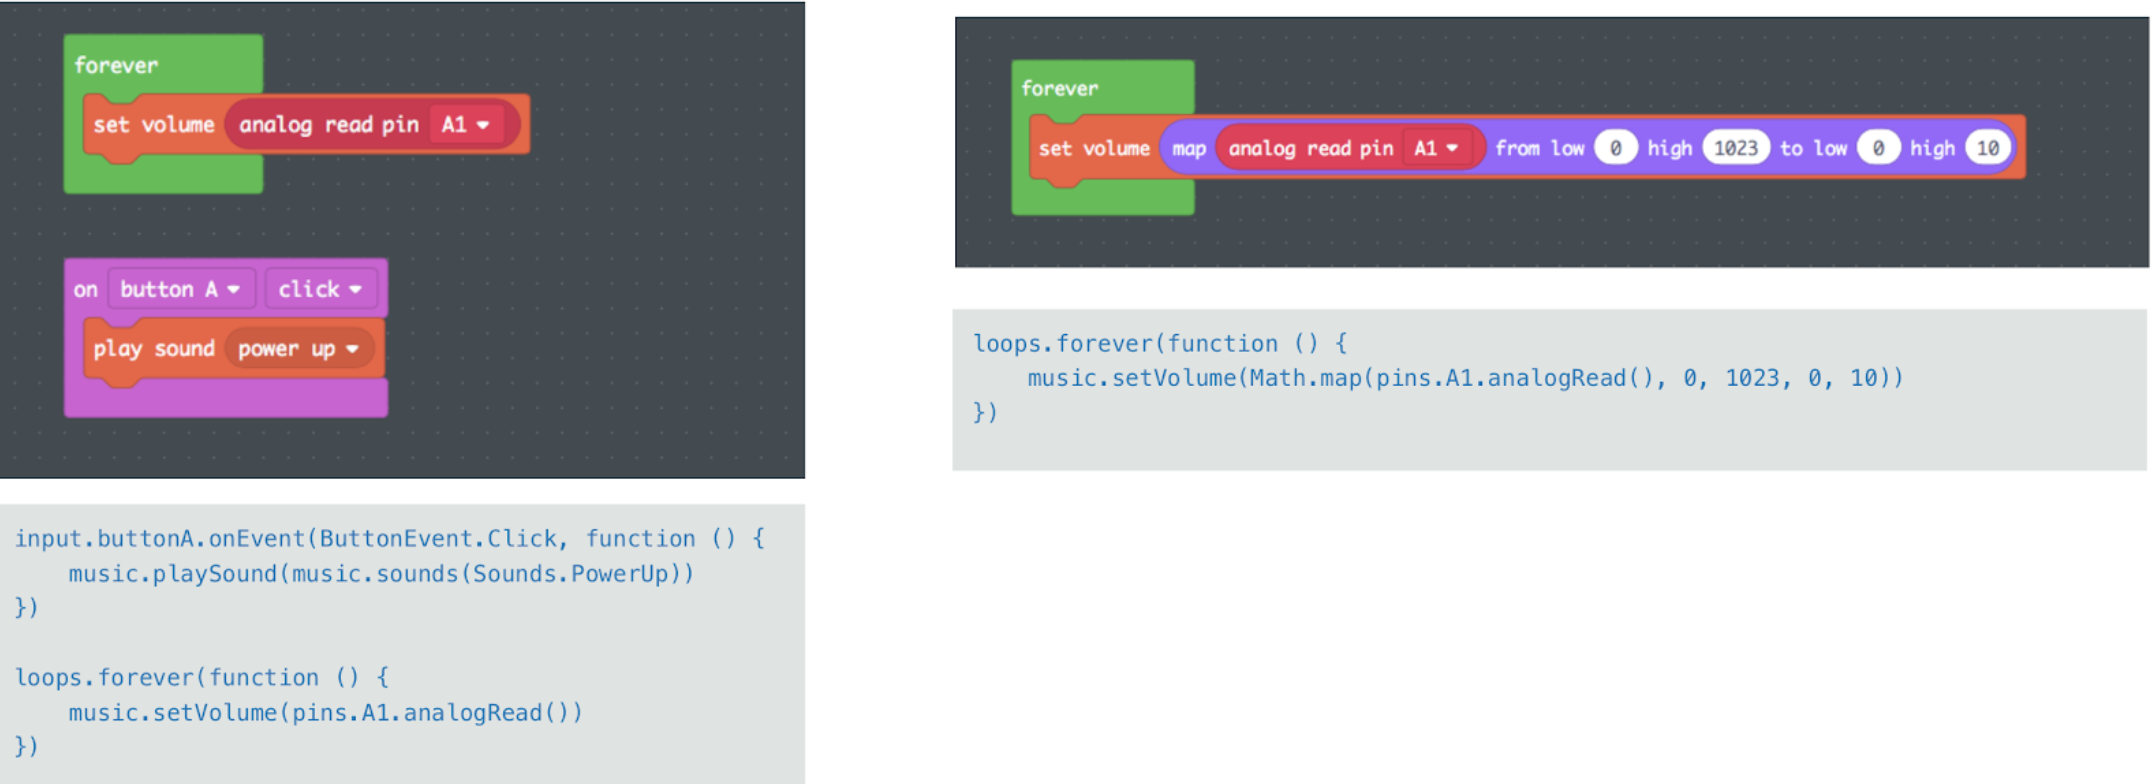 forever
set volume analog read pin A1
on button A click
play sound power up
input.buttonA.onEvent(ButtonEvent.Click, function () {
    music.playSound(music.sounds(Sounds.PowerUp))
})
loops.forever(function () {
    music.setVolume(pins.A1.analogRead())
})
forever
set volume map analog read pin A1 from low 0 high 1023 to low 0 high 10
loops.forever(function () {
    music.setVolume(Math.map(pins.A1.analogRead(), 0, 1023, 0, 10))
})